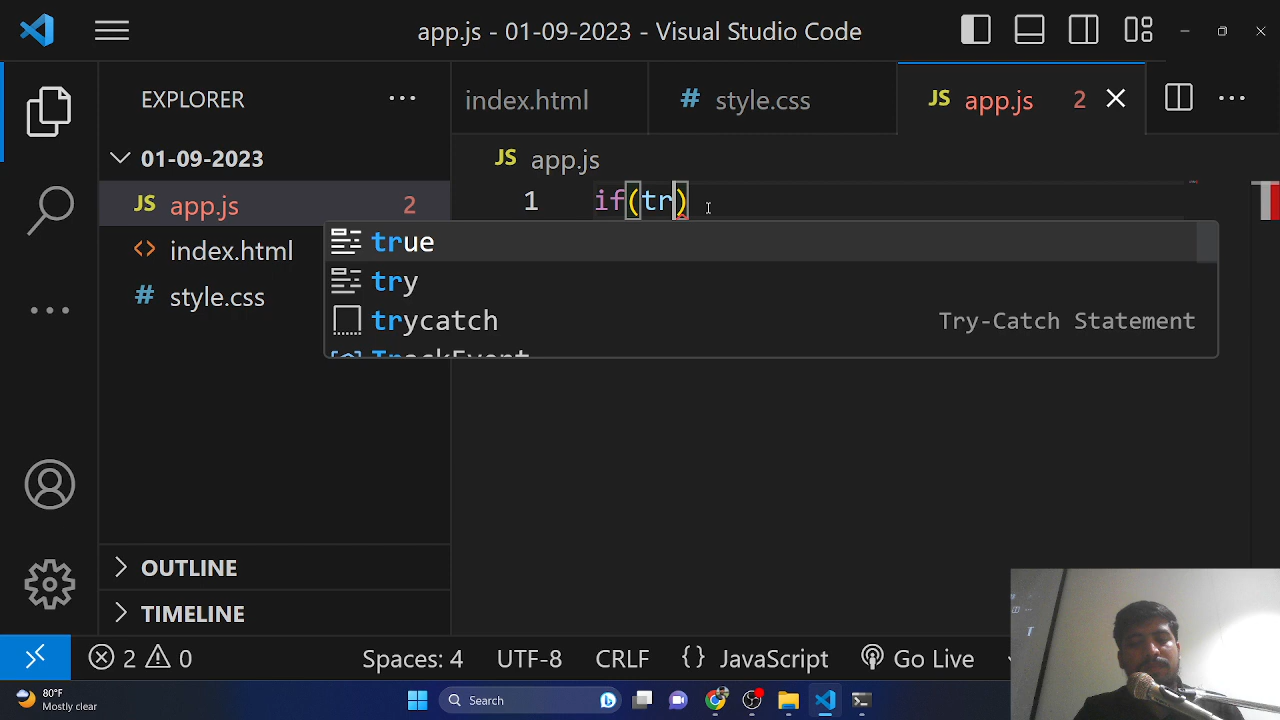 app.js - 01-09-2023 - Visual Studio Code
EXPLORER
index.html
# style.css
JS app.js 2
01-09-2023
JS app.js 2
<> index.html
# style.css
JS app.js
1 if(tr)
true
try
trycatch Try-Catch Statement
TrackEvent
OUTLINE
TIMELINE
2 0 Spaces: 4 UTF-8 CRLF {} JavaScript Go Live
80°F
Mostly clear
Search